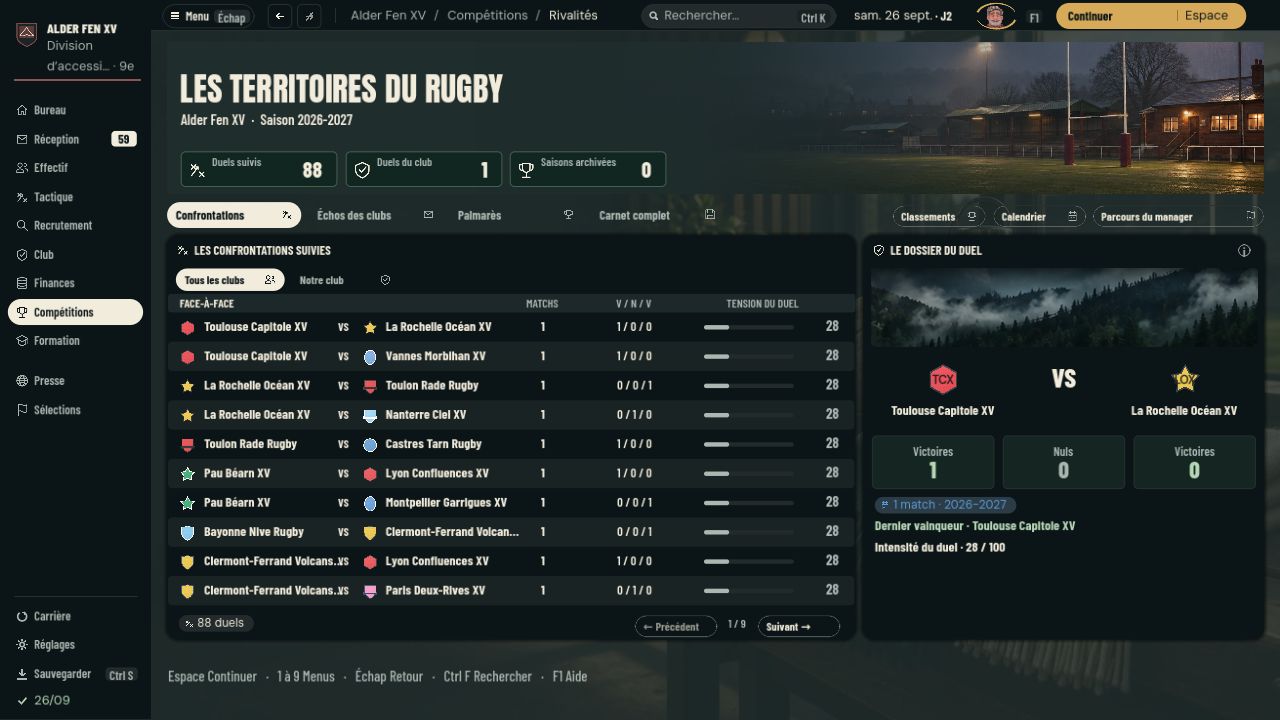 ALDER FEN XV
Division
d'accessi... · 9e
Menu Échap
Alder Fen XV / Compétitions / Rivalités
Rechercher... Ctrl K
sam. 26 sept. · J2
F1
Continuer Espace
Bureau
Réception 59
Effectif
Tactique
Recrutement
Club
Finances
Compétitions
Formation
Presse
Sélections
Carrière
Réglages
Sauvegarder Ctrl S
26/09
LES TERRITOIRES DU RUGBY
Alder Fen XV · Saison 2026-2027
Duels suivis 88
Duels du club 1
Saisons archivées 0
Confrontations
Échos des clubs
Palmarès
Carnet complet
Classements
Calendrier
Parcours du manager
LES CONFRONTATIONS SUIVIES
Tous les clubs
Notre club
FACE-À-FACE MATCHS V / N / V TENSION DU DUEL
Toulouse Capitole XV VS La Rochelle Océan XV 1 1 / 0 / 0 28
Toulouse Capitole XV VS Vannes Morbihan XV 1 1 / 0 / 0 28
La Rochelle Océan XV VS Toulon Rade Rugby 1 0 / 0 / 1 28
La Rochelle Océan XV VS Nanterre Ciel XV 1 0 / 1 / 0 28
Toulon Rade Rugby VS Castres Tarn Rugby 1 1 / 0 / 0 28
Pau Béarn XV VS Lyon Confluences XV 1 1 / 0 / 0 28
Pau Béarn XV VS Montpellier Garrigues XV 1 0 / 0 / 1 28
Bayonne Nive Rugby VS Clermont-Ferrand Volcan... 1 0 / 0 / 1 28
Clermont-Ferrand Volcans... VS Lyon Confluences XV 1 1 / 0 / 0 28
Clermont-Ferrand Volcans... VS Paris Deux-Rives XV 1 0 / 1 / 0 28
88 duels
← Précédent 1 / 9 Suivant →
LE DOSSIER DU DUEL
TCX VS LOX
Toulouse Capitole XV La Rochelle Océan XV
Victoires Nuls Victoires
1 0 0
1 match · 2026–2027
Dernier vainqueur · Toulouse Capitole XV
Intensité du duel · 28 / 100
Espace Continuer · 1 à 9 Menus · Échap Retour · Ctrl F Rechercher · F1 Aide